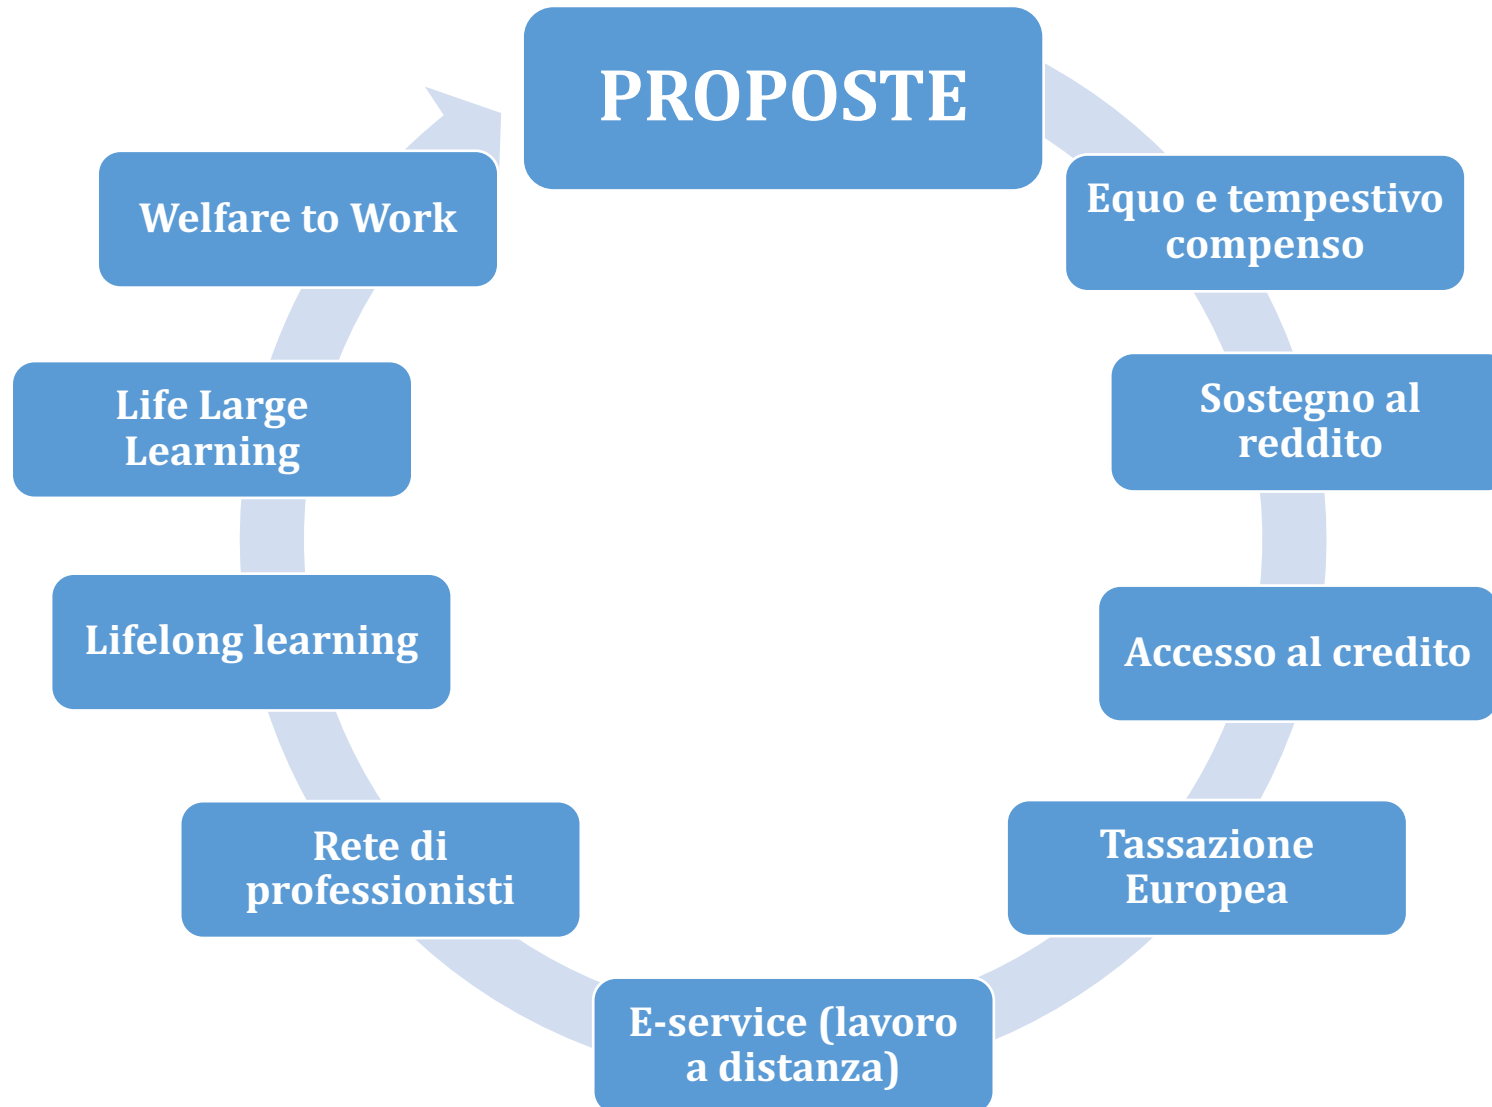 PROPOSTE
Equo e tempestivo
compenso
Sostegno al
reddito
Accesso al credito
Tassazione
Europea
E-service (lavoro
a distanza)
Rete di
professionisti
Lifelong learning
Life Large
Learning
Welfare to Work